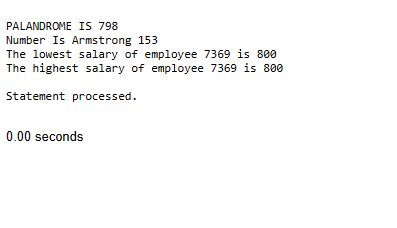 PALANDROME IS 798
Number Is Armstrong 153
The lowest salary of employee 7369 is 800
The highest salary of employee 7369 is 800
Statement processed.
0.00 seconds